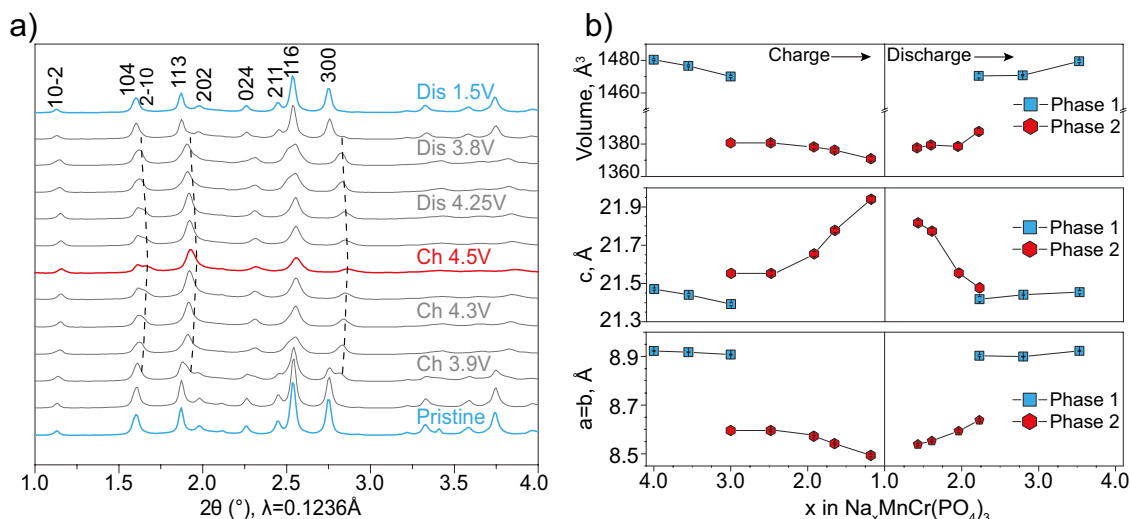 a)
10-2
104
2-10
113
202
024
211
116
300
Dis 1.5V
Dis 3.8V
Dis 4.25V
Ch 4.5V
Ch 4.3V
Ch 3.9V
Pristine
1.0 1.5 2.0 2.5 3.0 3.5 4.0
2θ (°), λ=0.1236Å
b)
Charge
Discharge
Volume, Å³
1480
1460
1380
1360
Phase 1
Phase 2
c, Å
21.9
21.7
21.5
21.3
Phase 1
Phase 2
a=b, Å
8.9
8.7
8.5
Phase 1
Phase 2
4.0 3.0 2.0 1.0 2.0 3.0 4.0
x in NaₓMnCr(PO₄)₃